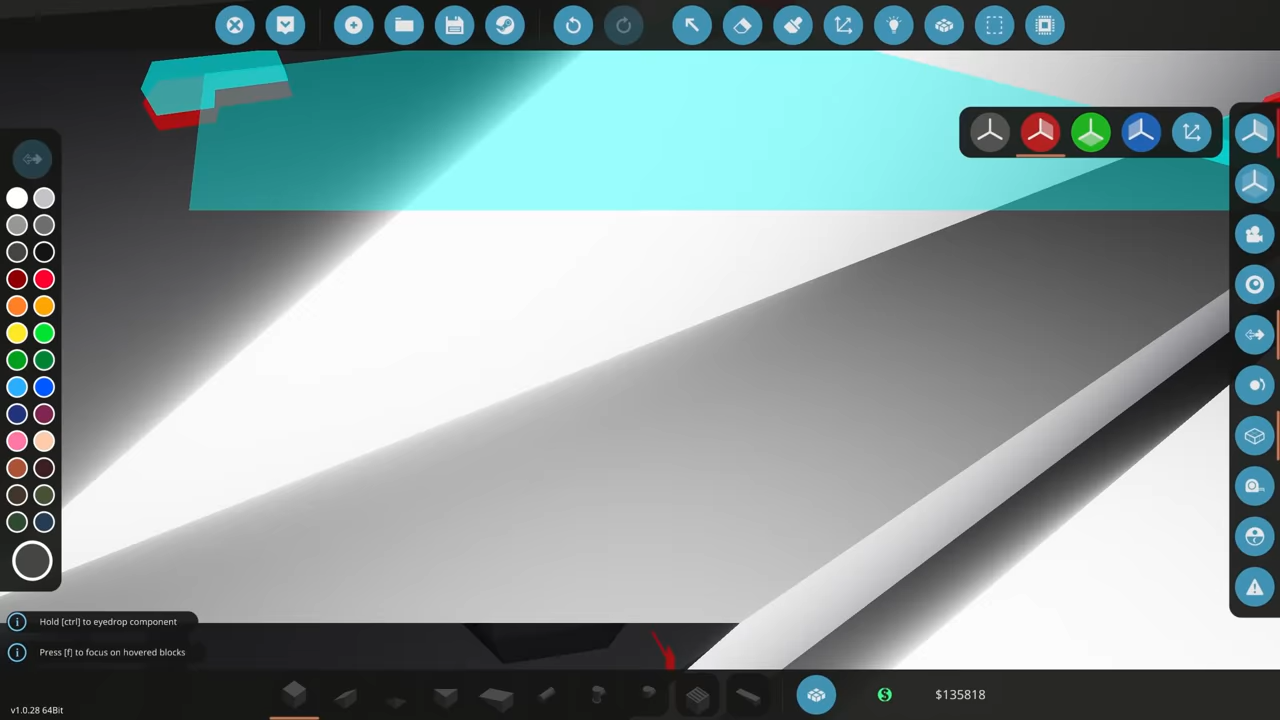 Hold [ctrl] to eyedrop component
Press [f] to focus on hovered blocks
$135818
v1.0.28 64Bit